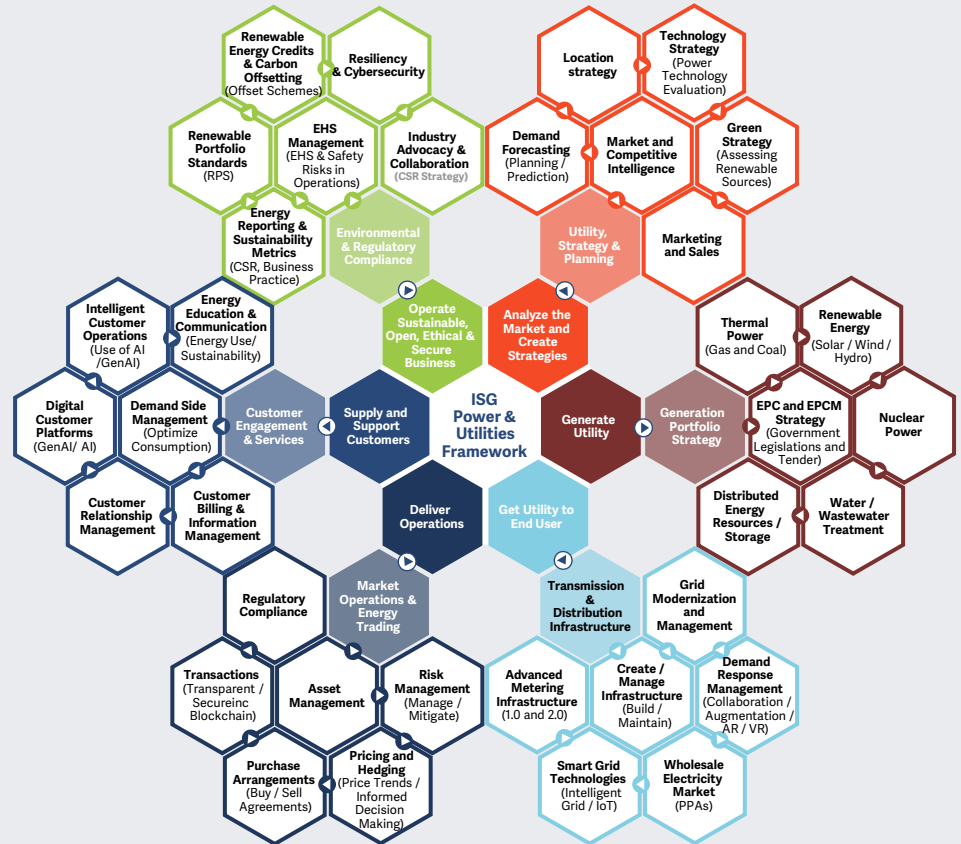 Renewable
Energy Credits
& Carbon
Offsetting
(Offset Schemes)
Resiliency
& Cybersecurity
Renewable
Portfolio
Standards
(RPS)
EHS
Management
(EHS & Safety
Risks in
Operations)
Industry
Advocacy &
Collaboration
(CSR Strategy)
Energy
Reporting &
Sustainability
Metrics
(CSR, Business
Practice)
Environmental
& Regulatory
Compliance
Operate
Sustainable,
Open, Ethical &
Secure
Business
Location
strategy
Technology
Strategy
(Power
Technology
Evaluation)
Demand
Forecasting
(Planning /
Prediction)
Market and
Competitive
Intelligence
Green
Strategy
(Assessing
Renewable
Sources)
Utility,
Strategy &
Planning
Marketing
and Sales
Analyze the
Market and
Create
Strategies
Intelligent
Customer
Operations
(Use of AI
/GenAI)
Energy
Education &
Communication
(Energy Use/
Sustainability)
Digital
Customer
Platforms
(GenAI/ AI)
Demand Side
Management
(Optimize
Consumption)
Customer
Engagement
& Services
Supply and
Support
Customers
Customer
Relationship
Management
Customer
Billing &
Information
Management
ISG
Power &
Utilities
Framework
Generate
Utility
Generation
Portfolio
Strategy
Thermal
Power
(Gas and Coal)
Renewable
Energy
(Solar / Wind /
Hydro)
EPC and EPCM
Strategy
(Government
Legislations and
Tender)
Nuclear
Power
Distributed
Energy
Resources /
Storage
Water /
Wastewater
Treatment
Deliver
Operations
Get Utility to
End User
Regulatory
Compliance
Market
Operations &
Energy
Trading
Transactions
(Transparent /
Secureinc
Blockchain)
Asset
Management
Risk
Management
(Manage /
Mitigate)
Purchase
Arrangements
(Buy / Sell
Agreements)
Pricing and
Hedging
(Price Trends /
Informed
Decision
Making)
Transmission
&
Distribution
Infrastructure
Grid
Modernization
and
Management
Advanced
Metering
Infrastructure
(1.0 and 2.0)
Create /
Manage
Infrastructure
(Build /
Maintain)
Demand
Response
Management
(Collaboration /
Augmentation /
AR / VR)
Smart Grid
Technologies
(Intelligent
Grid / IoT)
Wholesale
Electricity
Market
(PPAs)